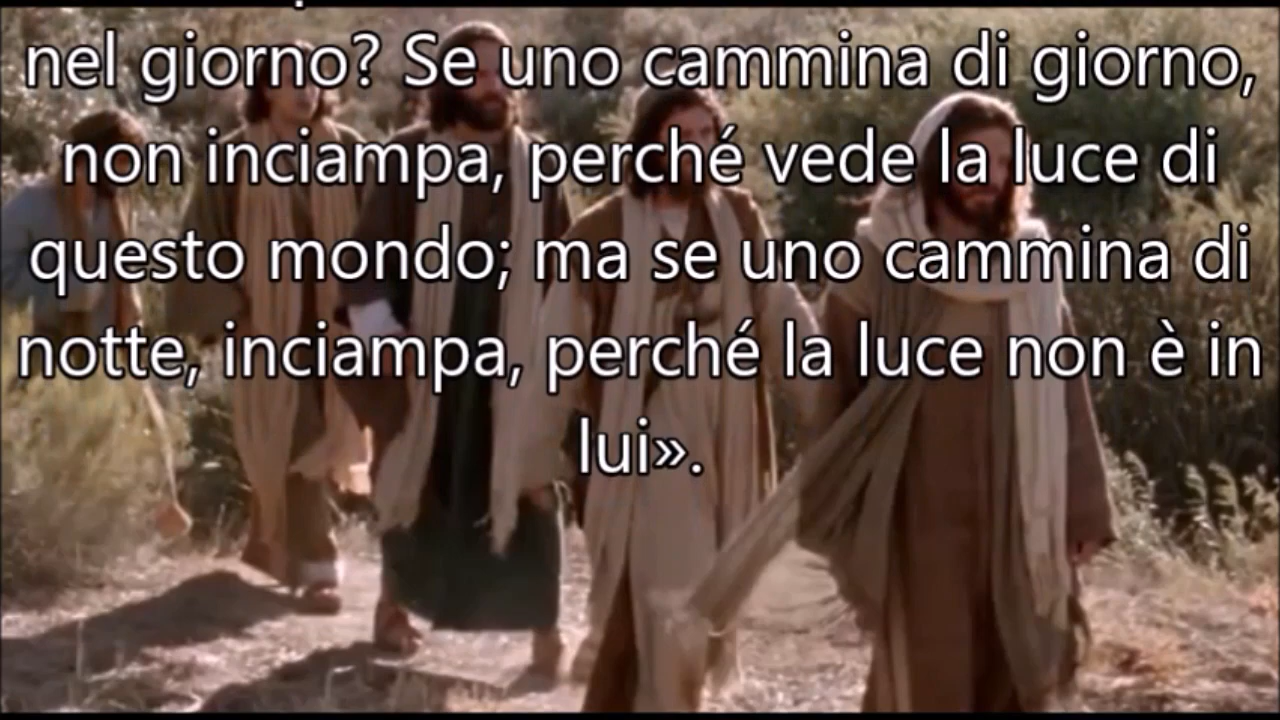 nel giorno? Se uno cammina di giorno,
non inciampa, perché vede la luce di
questo mondo; ma se uno cammina di
notte, inciampa, perché la luce non è in
lui».